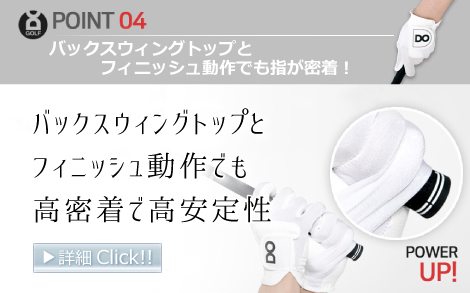 GOLF
POINT 04
バックスウィングトップと
フィニッシュ動作でも指が密着！
DO
バックスウィングトップと
フィニッシュ動作でも
高密着で高安定性
DO
▶詳細 Click!!
POWER
UP!